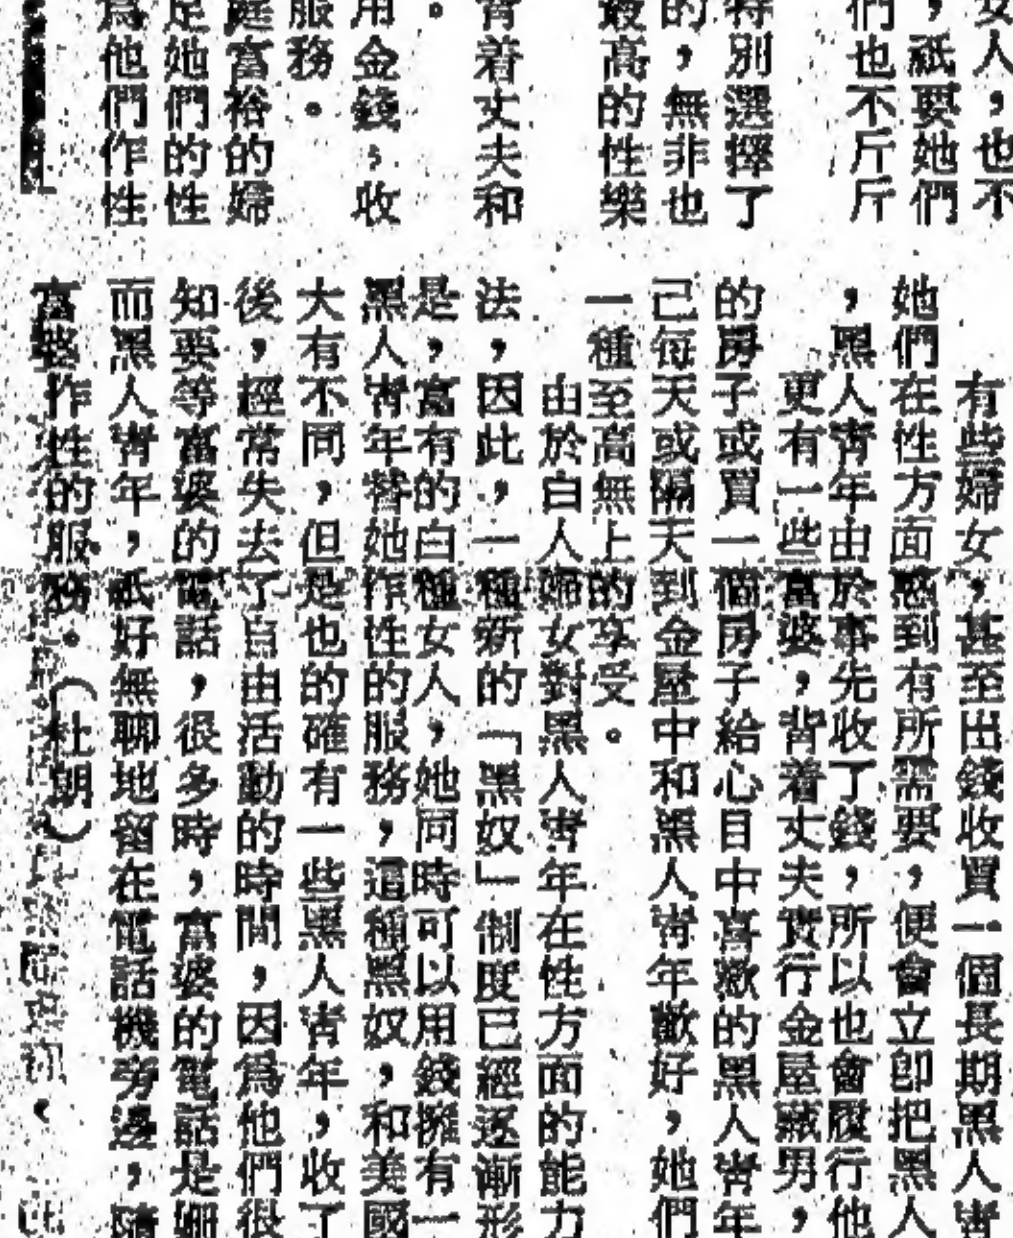 女人，也不
，祇要她們
們也不斤斤
特別選擇了
的，無非也
最高的性樂
背着丈夫和
。
用金錢，收
服務。
庭富裕的婦
足她們的性
為他們作性
有些婦女，甚至出錢收買一個長期黑人青
她們在性方面感到有所需要，便會立卽把黑人
，黑人青年由於事先收了錢，所以也會履行他
更有一些富婆，背着丈夫實行金屋藏男，
的房子或買一個房子給心目中喜歡的黑人青年
己每天或隔天到金屋中和黑人青年歡好，她們
一種至高無上的享受。
由於白人婦女對黑人青年在性方面的能力
法，因此，一種新的「黑奴」制度已經逐漸形
是，富有的白種女人，她同時可以用錢擁有一
黑人青年替她作性的服務，這種黑奴，和美國
大有不同，但是也的確有一些黑人青年，收了
後，經常失去了自由活動的時間，因為他們很
知要等富婆的電話，很多時，富婆的電話是姍
而黑人青年，祇好無聊地留在電話機旁邊，隨
富婆作性的服務。（杜朗）